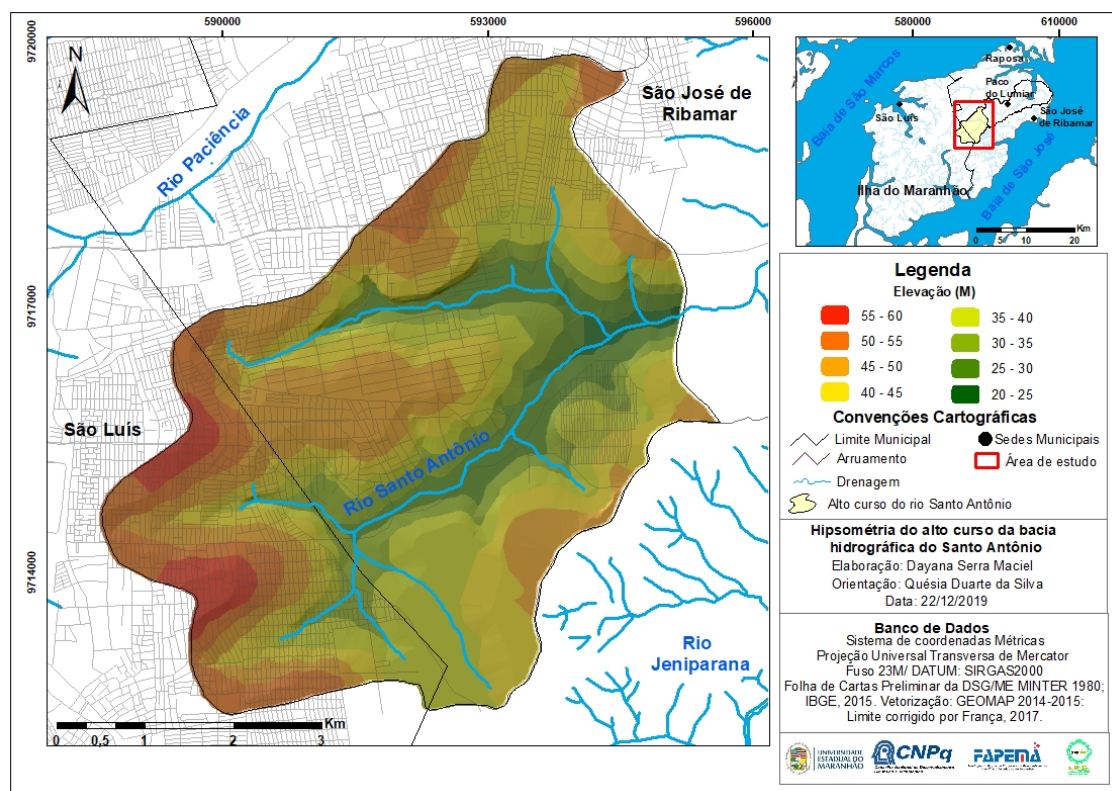 590000
593000
596000
9720000
9717000
9714000
N
São José de
Ribamar
Rio Paciência
São Luís
Rio Santo Antônio
Rio
Jeniparana
Km
0 0,5 1 2 3
580000
610000
Raposa
Paco
do Lumiar
São José
de Ribamar
São Luís
Baia de São Marcos
Baia de São José
Ilha do Maranhão
Km
0 5 10 20
Legenda
Elevação (M)
55 - 60
50 - 55
45 - 50
40 - 45
35 - 40
30 - 35
25 - 30
20 - 25
Convenções Cartográficas
Limite Municipal
Sedes Municipais
Arruamento
Área de estudo
Drenagem
Alto curso do rio Santo Antônio
Hipsométria do alto curso da bacia
hidrográfica do Santo Antônio
Elaboração: Dayana Serra Maciel
Orientação: Quésia Duarte da Silva
Data: 22/12/2019
Banco de Dados
Sistema de coordenadas Métricas
Projeção Universal Transversa de Mercator
Fuso 23M/ DATUM: SIRGAS2000
Folha de Cartas Preliminar da DSG/ME MINTER 1980;
IBGE, 2015. Vetorização: GEOMAP 2014-2015:
Limite corrigido por França, 2017.
UNIVERSIDADE
ESTADUAL DO
MARANHÃO
CNPq
FAPEMA